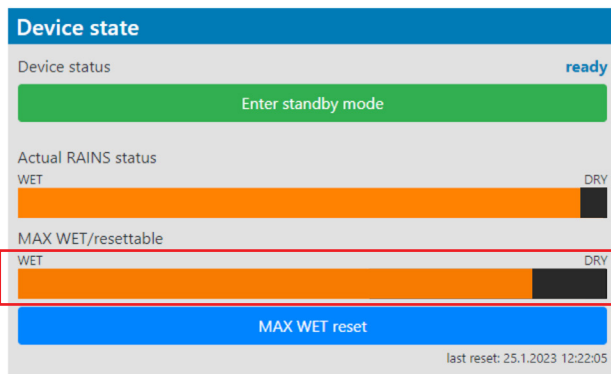 Device state
Device status ready
Enter standby mode
Actual RAINS status
WET DRY
MAX WET/resettable
WET DRY
MAX WET reset
last reset: 25.1.2023 12:22:05